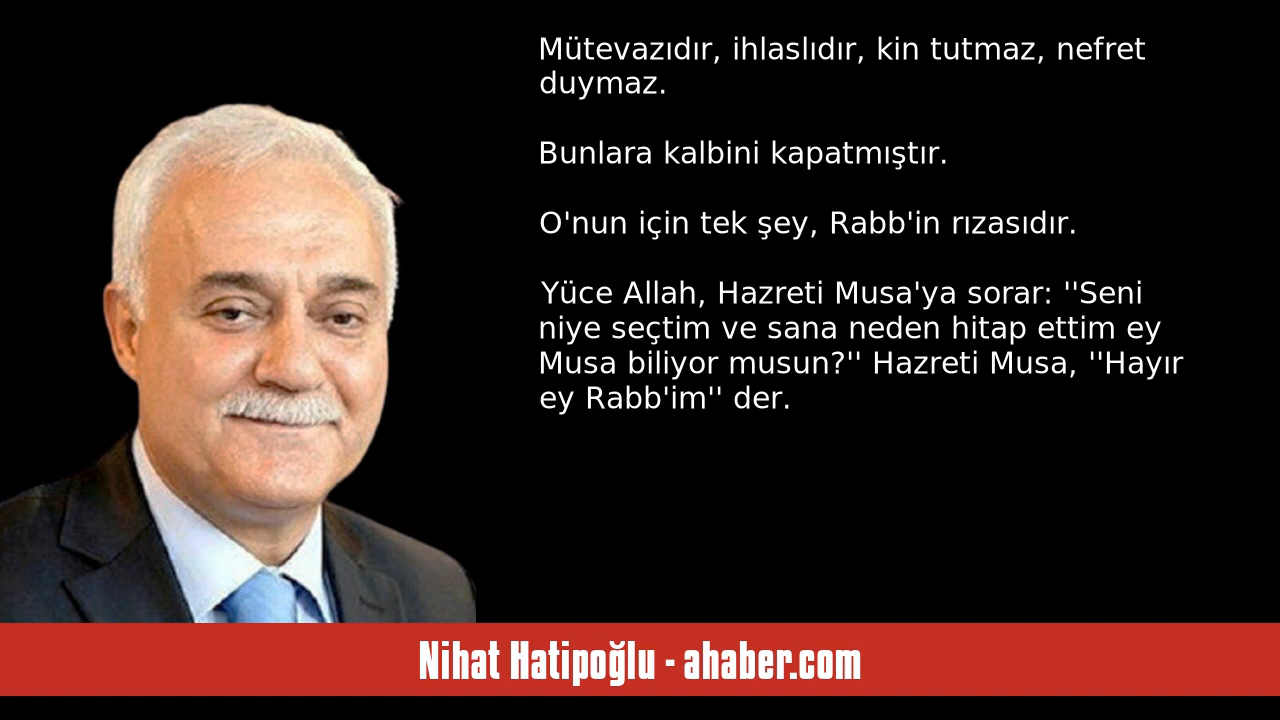 Mütevazıdır, ihlaslıdır, kin tutmaz, nefret
duymaz.
Bunlara kalbini kapatmıştır.
O'nun için tek şey, Rabb'in rızasıdır.
Yüce Allah, Hazreti Musa'ya sorar: ''Seni
niye seçtim ve sana neden hitap ettim ey
Musa biliyor musun?'' Hazreti Musa, ''Hayır
ey Rabb'im'' der.
Nihat Hatipoğlu - ahaber.com